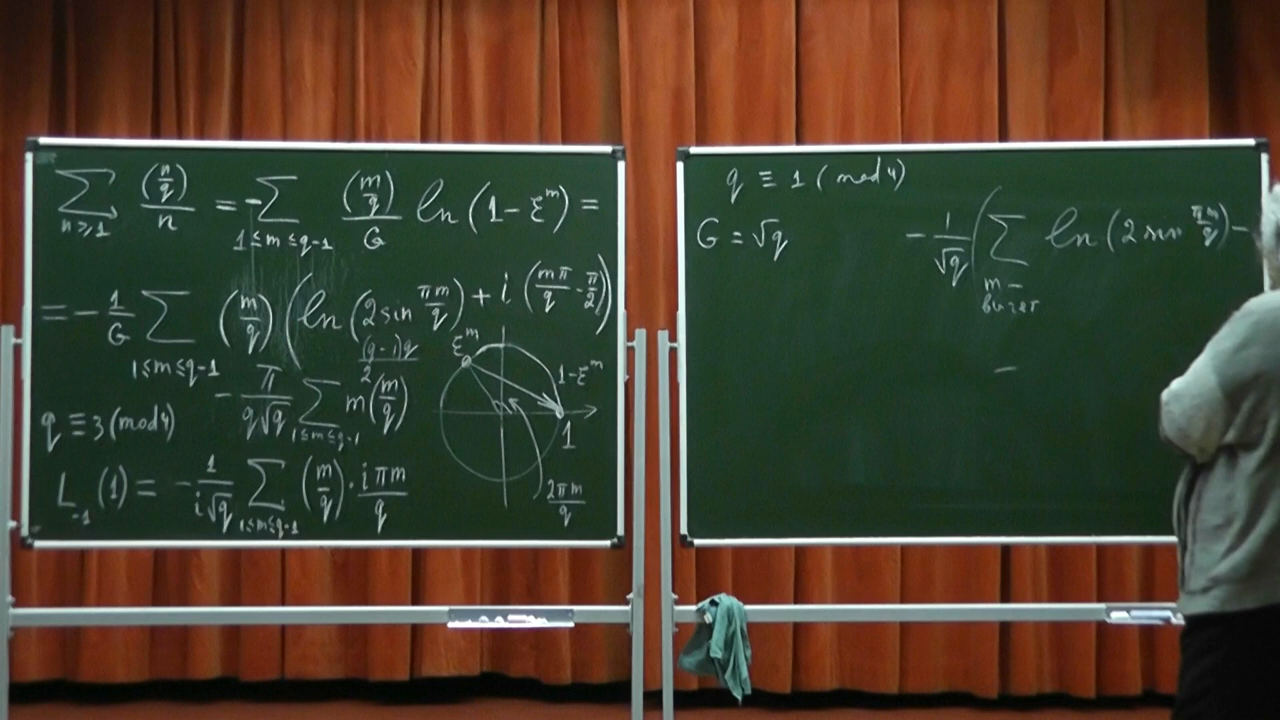 ∑_{n≥1} (n/q)/n = -∑_{1≤m≤q-1} (m/q)/G ln(1-ε^m) =
= -1/G ∑_{1≤m≤q-1} (m/q) (ln(2 sin πm/q) + i(mπ/q - π/2))
(q-1)q/2
-π/(q√q) ∑_{1≤m≤q-1} m(m/q)
q ≡ 3 (mod 4)
L_{-1}(1) = -1/(i√q) ∑_{1≤m≤q-1} (m/q) · iπm/q
ε^m
1-ε^m
1
2πm/q
q ≡ 1 (mod 4)
G = √q
-1/√q (∑_{m - вычет} ln(2 sin πm/q) -
-